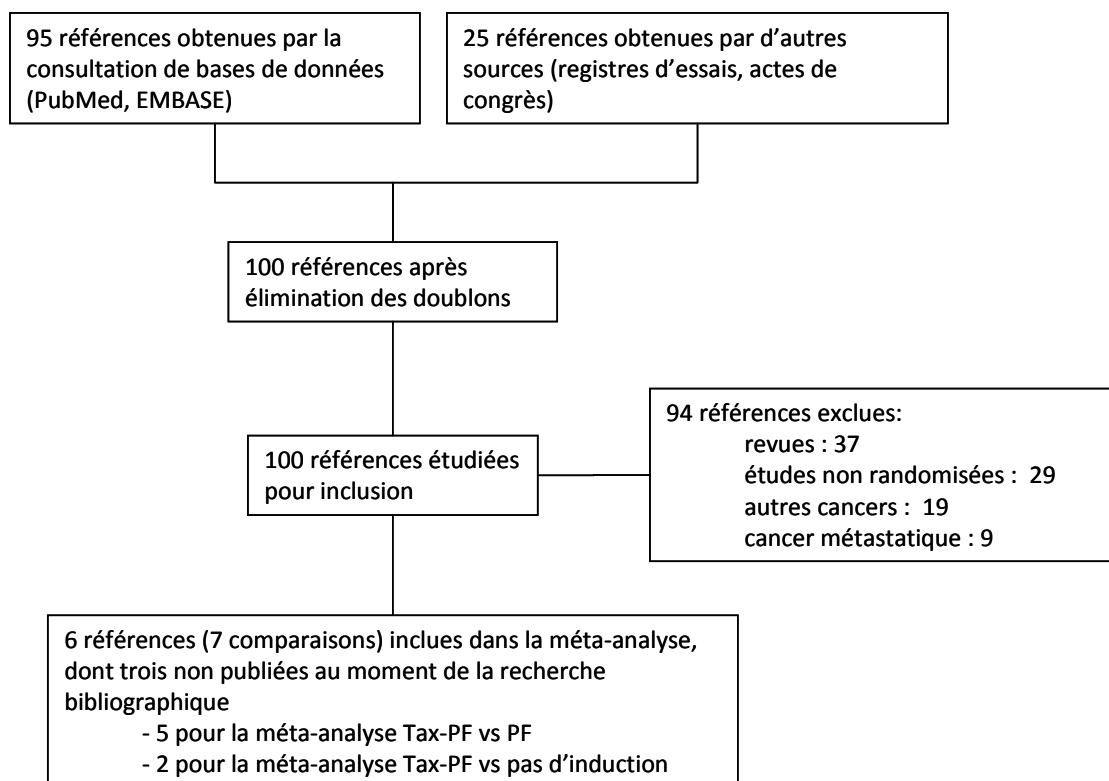 95 références obtenues par la
consultation de bases de données
(PubMed, EMBASE)
25 références obtenues par d’autres
sources (registres d’essais, actes de
congrès)
100 références après
élimination des doublons
100 références étudiées
pour inclusion
94 références exclues:
revues : 37
études non randomisées :  29
autres cancers :  19
cancer métastatique : 9
6 références (7 comparaisons) inclues dans la méta-analyse,
dont trois non publiées au moment de la recherche
bibliographique
- 5 pour la méta-analyse Tax-PF vs PF
- 2 pour la méta-analyse Tax-PF vs pas d’induction